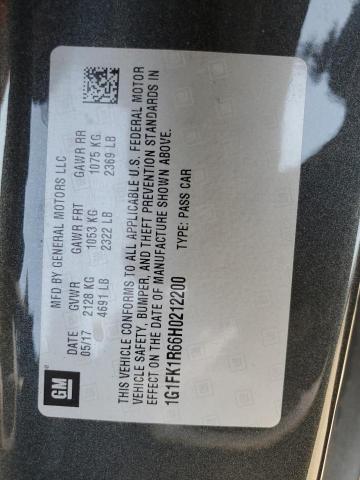 MFD BY GENERAL MOTORS LLC
DATE GVWR GAWR FRT GAWR RR
05/17 2128 KG 1053 KG 1075 KG
4691 LB 2322 LB 2369 LB
THIS VEHICLE CONFORMS TO ALL APPLICABLE U.S. FEDERAL MOTOR
VEHICLE SAFETY, BUMPER, AND THEFT PREVENTION STANDARDS IN
EFFECT ON THE DATE OF MANUFACTURE SHOWN ABOVE.
1G1FK1R66H0212200 TYPE: PASS CAR
GM